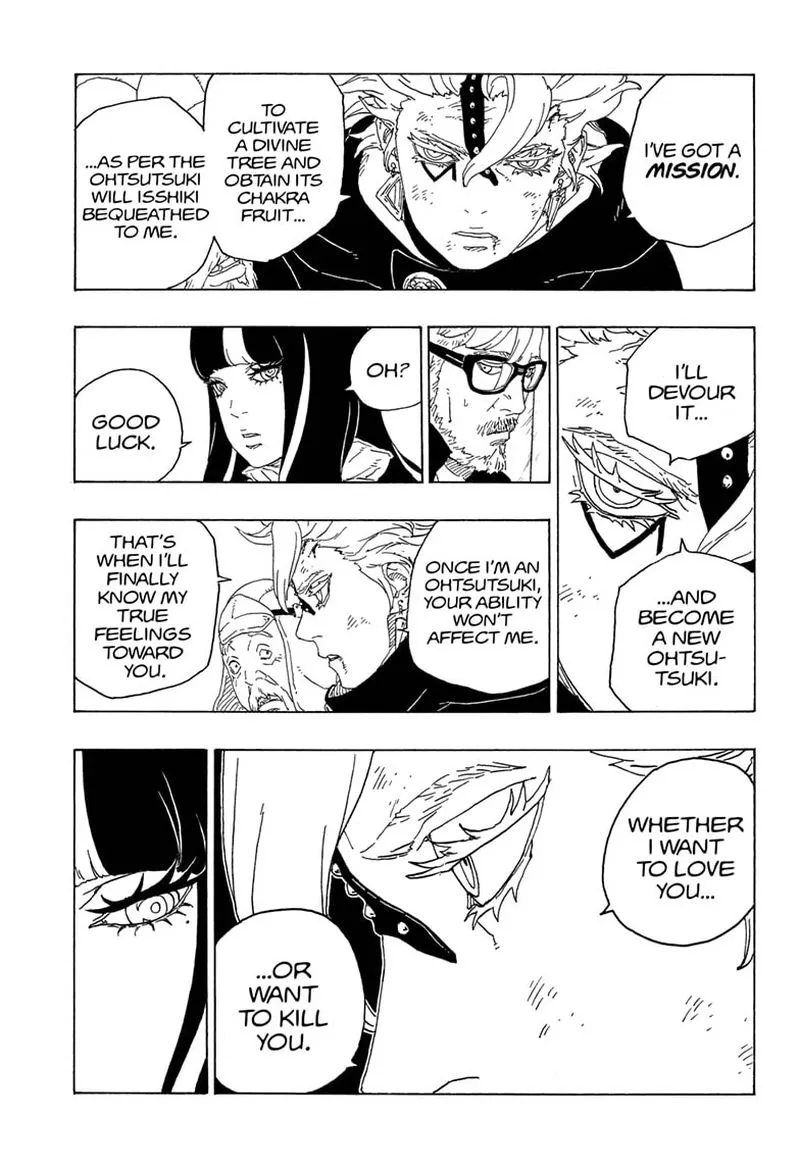 I'VE GOT A
MISSION.
TO
CULTIVATE
A DIVINE
TREE AND
OBTAIN ITS
CHAKRA
FRUIT...
...AS PER THE
OHTSUTSUKI
WILL ISSHIKI
BEQUEATHED
TO ME.
I'LL
DEVOUR
IT...
...AND
BECOME
A NEW
OHTSU-
TSUKI.
OH?
GOOD
LUCK.
ONCE I'M AN
OHTSUTSUKI,
YOUR ABILITY
WON'T
AFFECT ME.
THAT'S
WHEN I'LL
FINALLY
KNOW MY
TRUE
FEELINGS
TOWARD
YOU.
WHETHER
I WANT
TO LOVE
YOU...
...OR
WANT
TO KILL
YOU.